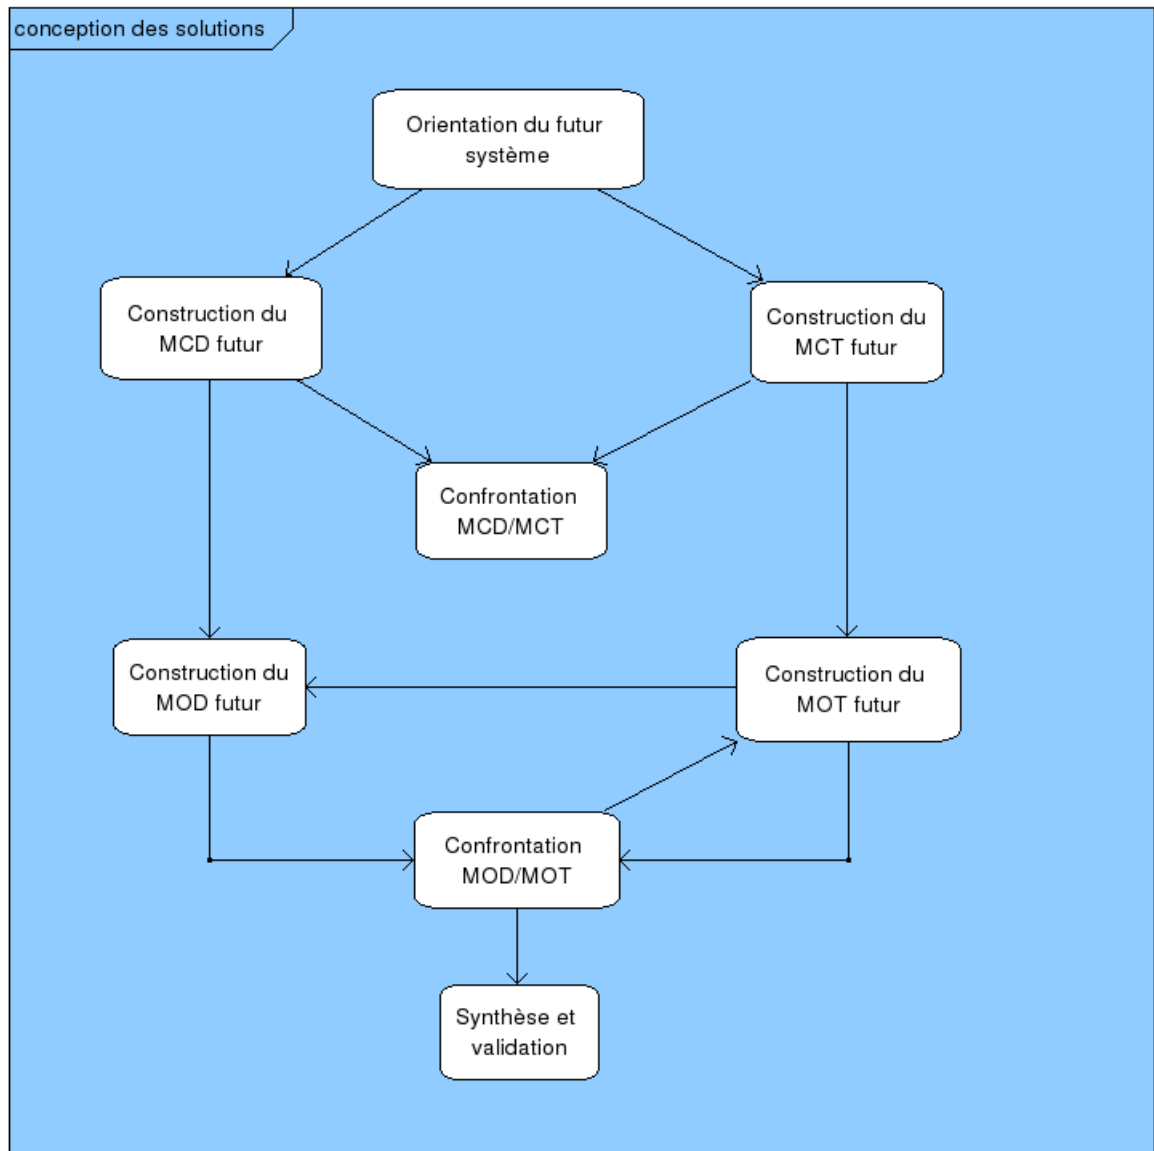 conception des solutions
Orientation du futur
système
Construction du
MCD futur
Construction du
MCT futur
Confrontation
MCD/MCT
Construction du
MOD futur
Construction du
MOT futur
Confrontation
MOD/MOT
Synthèse et
validation